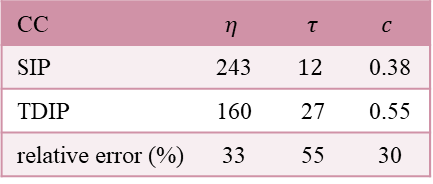 CC η τ c
SIP 243 12 0.38
TDIP 160 27 0.55
relative error (%) 33 55 30